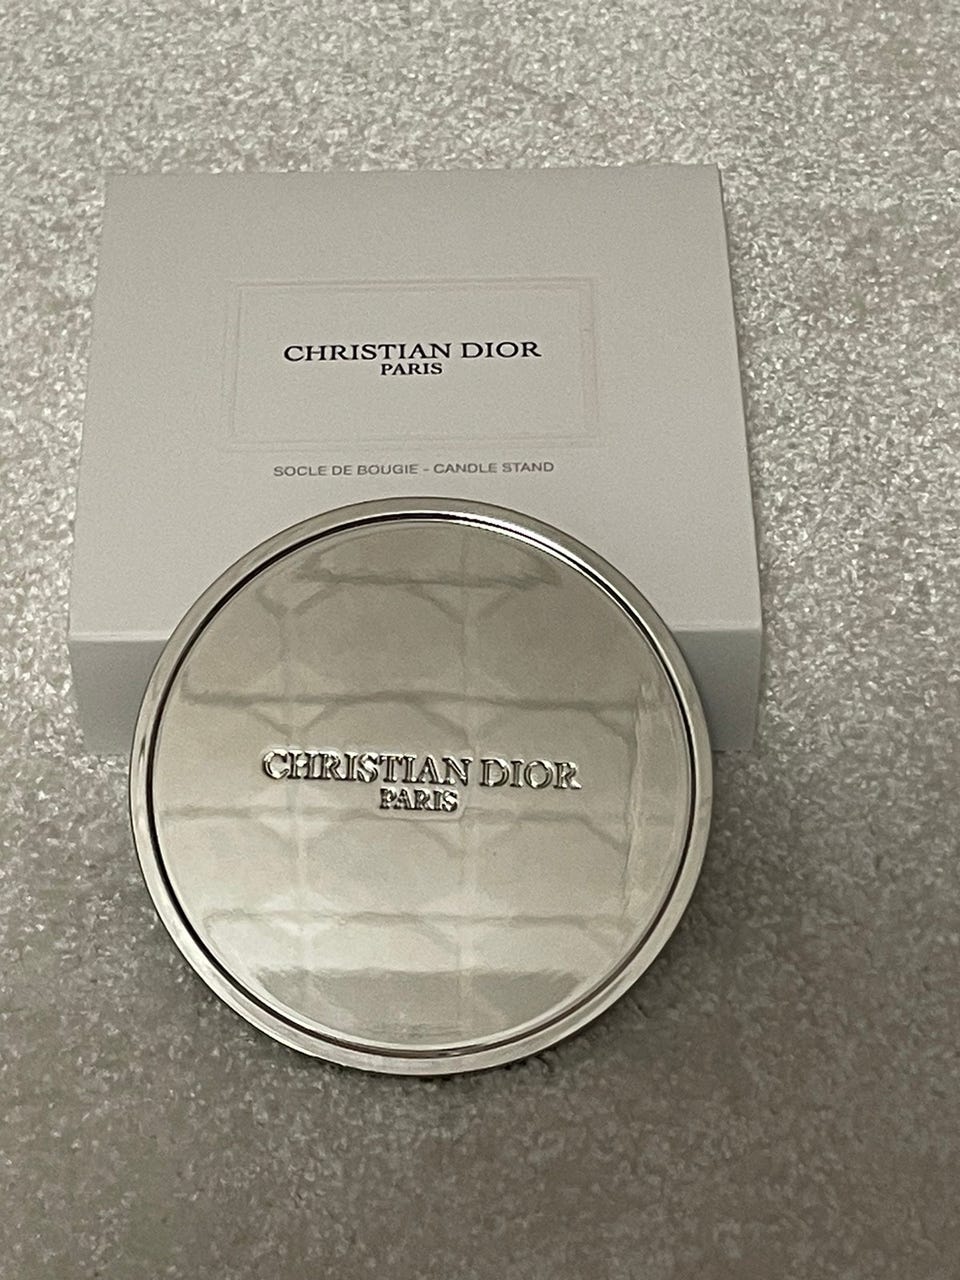 CHRISTIAN DIOR
PARIS
SOCLE DE BOUGIE - CANDLE STAND
CHRISTIAN DIOR
PARIS